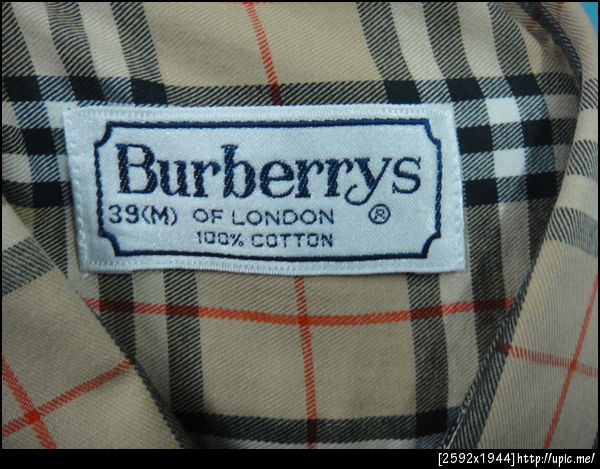 Burberrys
39(M) OF LONDON ®
100% COTTON
[2592x1944]http://upic.me/